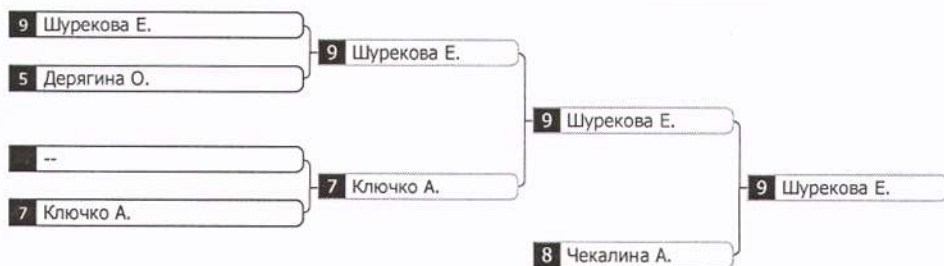 9 Шурекова Е.
5 Дерягина О.
--
7 Ключко А.
9 Шурекова Е.
7 Ключко А.
9 Шурекова Е.
8 Чекалина А.
9 Шурекова Е.